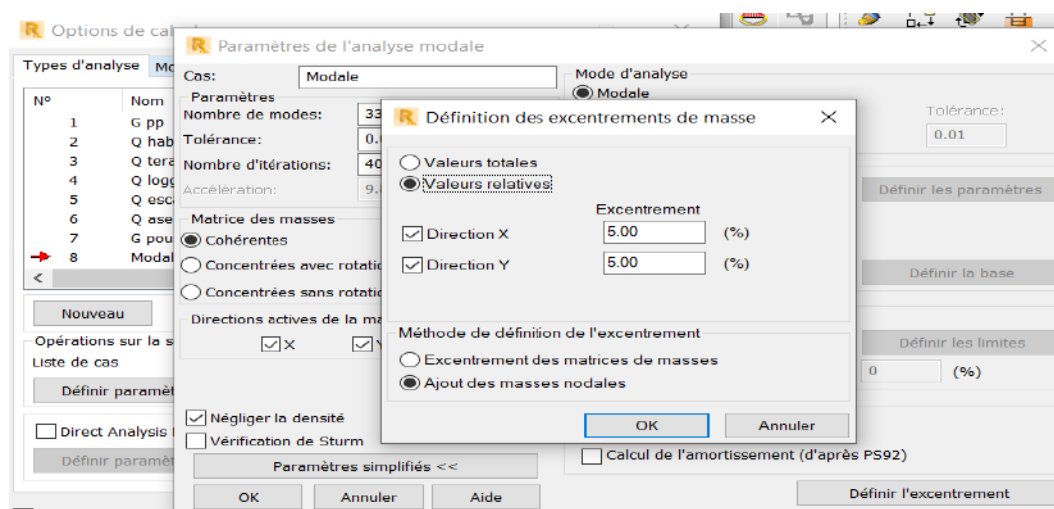 Options de cal
Types d'analyse
N° Nom
1 G pp
2 Q hab
3 Q tera
4 Q logg
5 Q esc
6 Q ase
7 G pou
8 Modal
<
Nouveau
Opérations sur la s
Liste de cas
Définir paramèt
Direct Analysis
Définir paramèt
Paramètres de l'analyse modale
Cas: Modale
Paramètres
Nombre de modes: 33
Tolérance: 0.
Nombre d'itérations: 40
Accélération: 9.
Matrice des masses
Cohérentes
Concentrées avec rotatio
Concentrées sans rotatio
Directions actives de la ma
X Y
Négliger la densité
Vérification de Sturm
Paramètres simplifiés <<
OK Annuler Aide
Mode d'analyse
Modale
Tolérance:
0.01
Définir les paramètres
Définir la base
Définir les limites
0 (%)
Calcul de l'amortissement (d'après PS92)
Définir l'excentrement
Définition des excentrements de masse
Valeurs totales
Valeurs relatives
Excentrement
Direction X 5.00 (%)
Direction Y 5.00 (%)
Méthode de définition de l'excentrement
Excentrement des matrices de masses
Ajout des masses nodales
OK Annuler